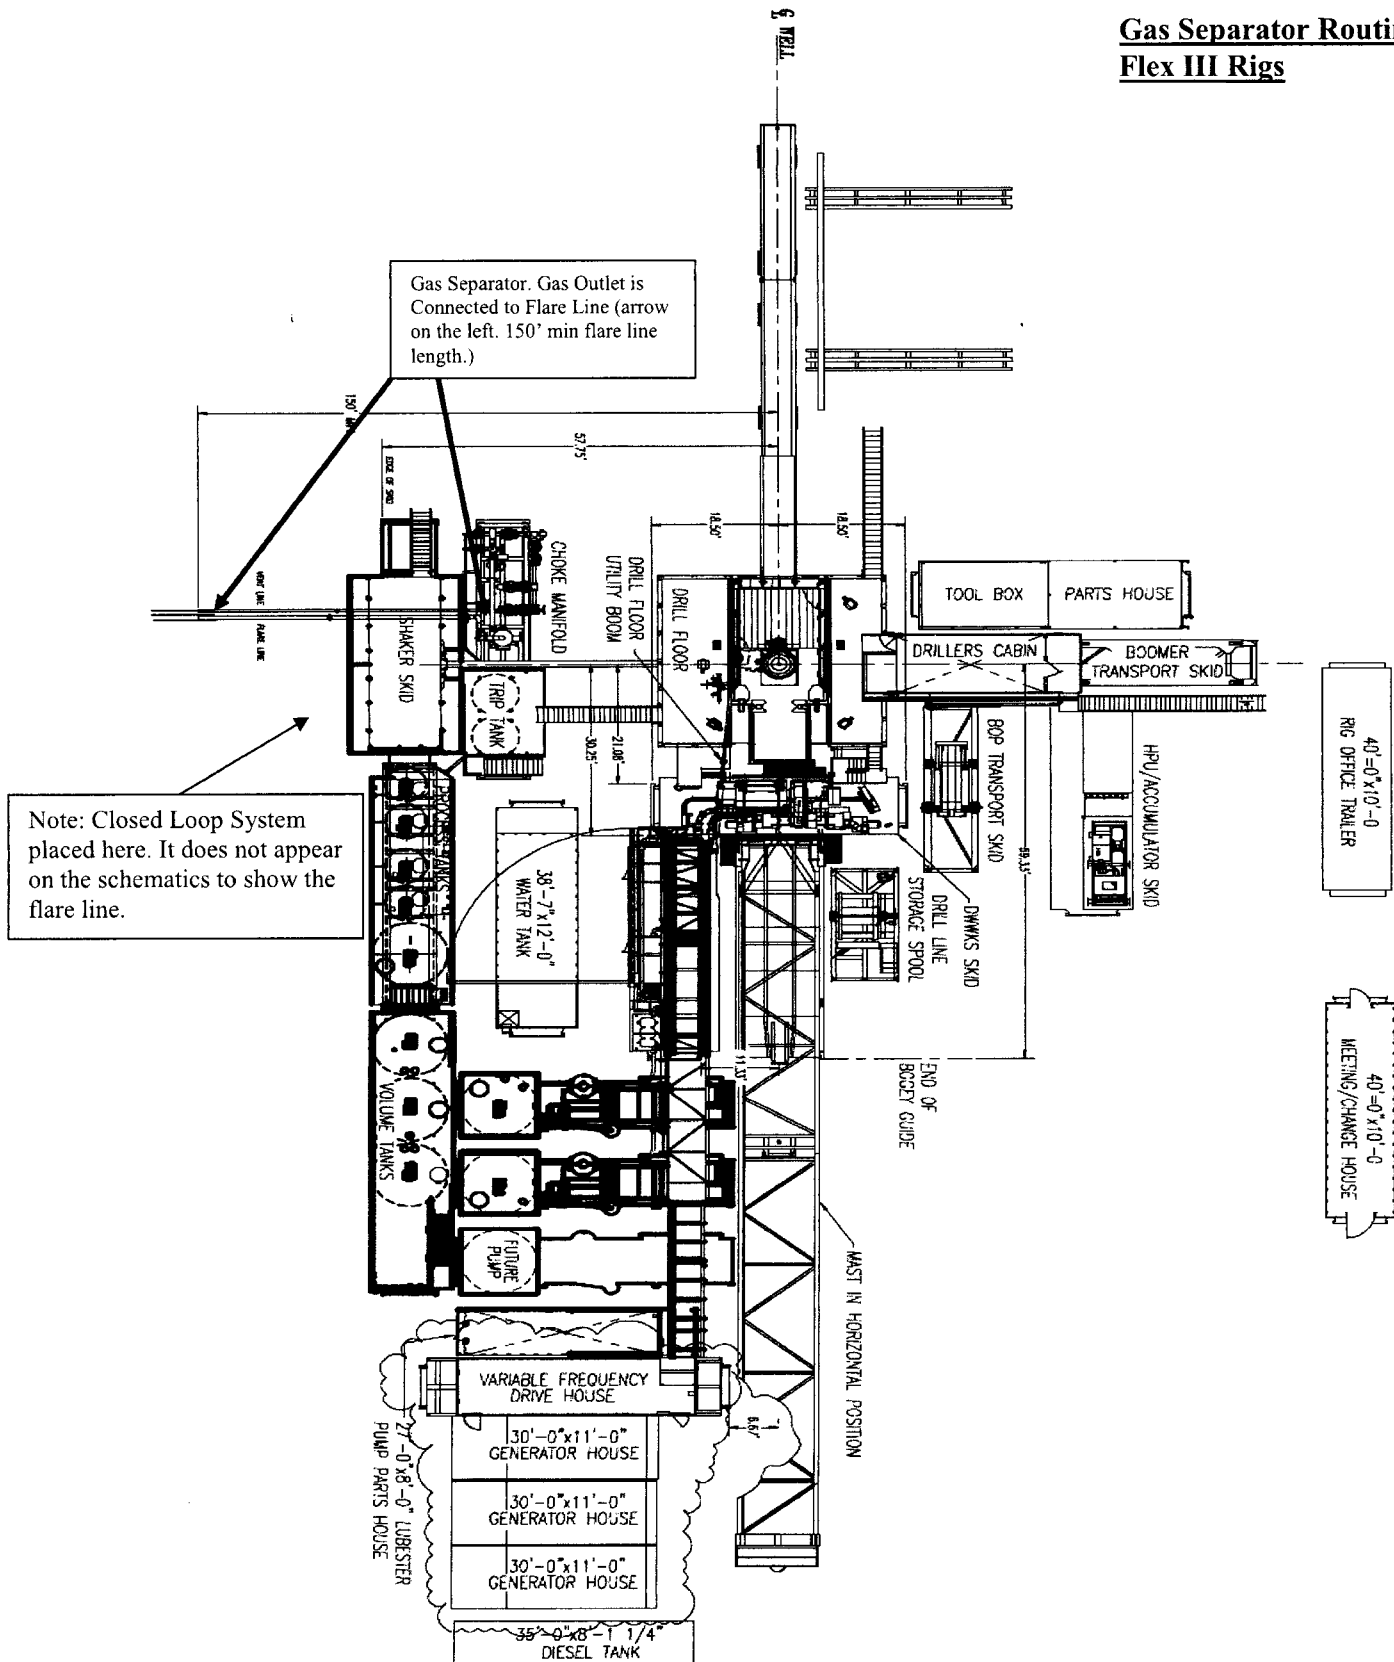 Gas Separator Routin
Flex III Rigs
WELL
Gas Separator. Gas Outlet is
Connected to Flare Line (arrow
on the left. 150' min flare line
length.)
150'
57.75'
EDGE OF SKID
18.50'
18.50'
CHOKE MANIFOLD
DRILL FLOOR
UTILITY BOOM
DRILL FLOOR
TOOL BOX
PARTS HOUSE
VENT LINE
FLARE LINE
SHAKER SKID
DRILLERS CABIN
BOOMER
TRANSPORT SKID
TRIP TANK
30.25'
21.08'
BOP TRANSPORT SKID
HPU/ACCUMULATOR SKID
40'=0"x10'-0
RIG OFFICE TRAILER
Note: Closed Loop System
placed here. It does not appear
on the schematics to show the
flare line.
PROCESS TANKS
38'-7"x12'-0"
WATER TANK
59.33'
DWKS SKID
DRILL LINE
STORAGE SPOOL
11.33'
END OF
BOGEY GUIDE
40'=0"x10'-0
MEETING/CHANGE HOUSE
VOLUME TANKS
FUTURE
PUMP
MAST IN HORIZONTAL POSITION
VARIABLE FREQUENCY
DRIVE HOUSE
6.67'
27'-0"x8'-0" LUBESTER
PUMP PARTS HOUSE
30'-0"x11'-0"
GENERATOR HOUSE
30'-0"x11'-0"
GENERATOR HOUSE
30'-0"x11'-0"
GENERATOR HOUSE
35'-0"x8'-1 1/4"
DIESEL TANK